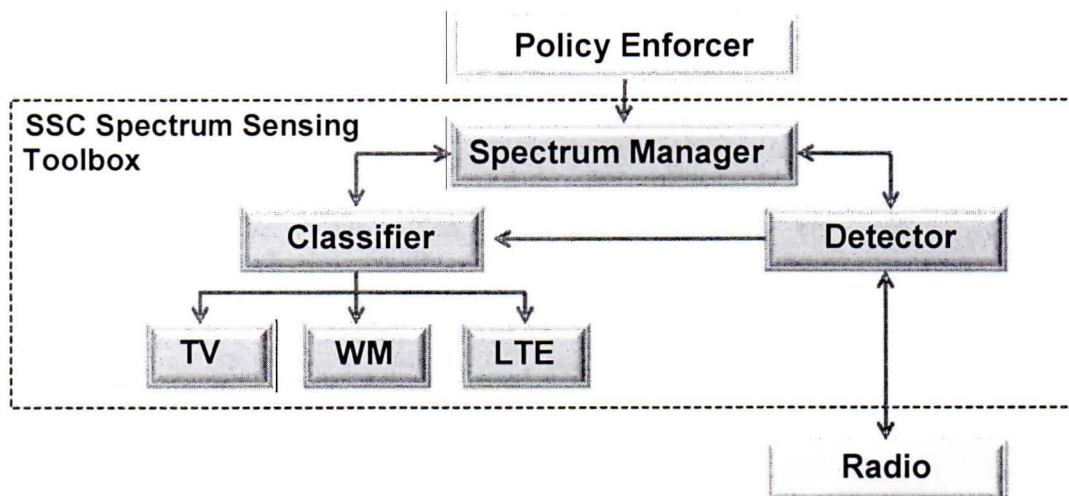 Policy Enforcer
SSC Spectrum Sensing
Toolbox
Spectrum Manager
Classifier
Detector
TV
WM
LTE
Radio